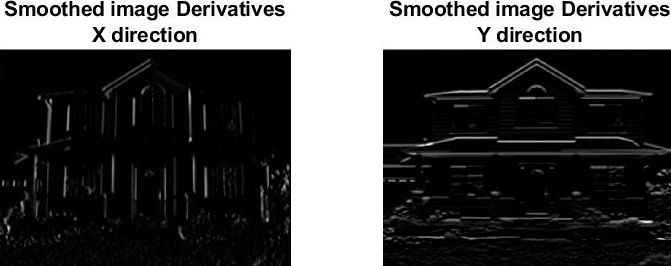 Smoothed image Derivatives
X direction
Smoothed image Derivatives
Y direction